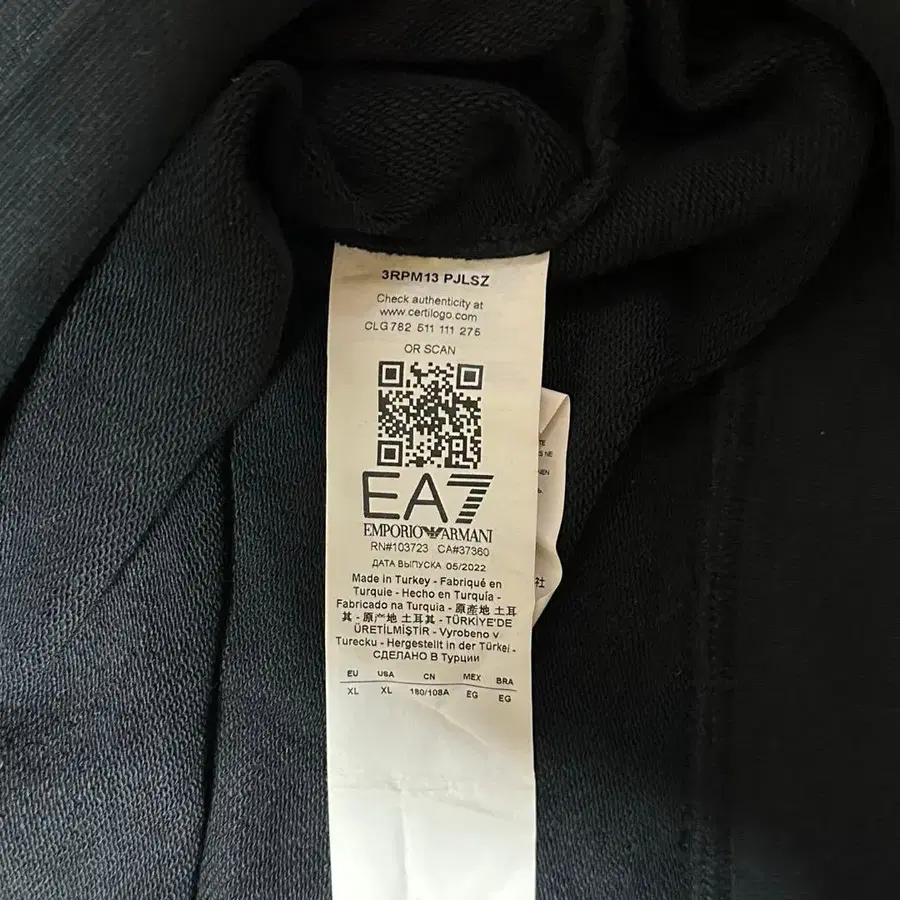 3RPM13 PJLSZ
Check authenticity at
www.certilogo.com
CLG782 511 111 275
OR SCAN
EA7
EMPORIO ARMANI
RN#103723 CA#37360
ДАТА ВЫПУСКА 05/2022
Made in Turkey - Fabriqué en
Turquie - Hecho en Turquía -
Fabricado na Turquia - 原產地 土耳
其 - 原产地 土耳其 - TÜRKİYE'DE
ÜRETİLMİŞTİR - Vyrobeno v
Turecku - Hergestellt in der Türkei -
СДЕЛАНО В Турции
EU USA CN MEX BRA
XL XL 180/108A EG EG